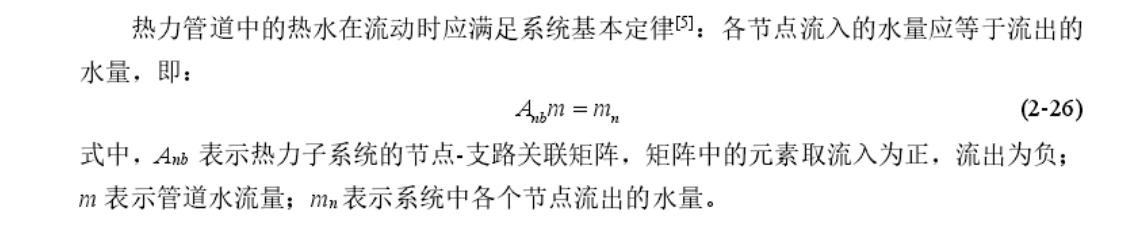 热力管道中的热水在流动时应满足系统基本定律[5]：各节点流入的水量应等于流出的
水量，即：
A_{nb}m = m_n (2-26)
式中，A_{nb} 表示热力子系统的节点-支路关联矩阵，矩阵中的元素取流入为正，流出为负；
m 表示管道水流量；m_n 表示系统中各个节点流出的水量。